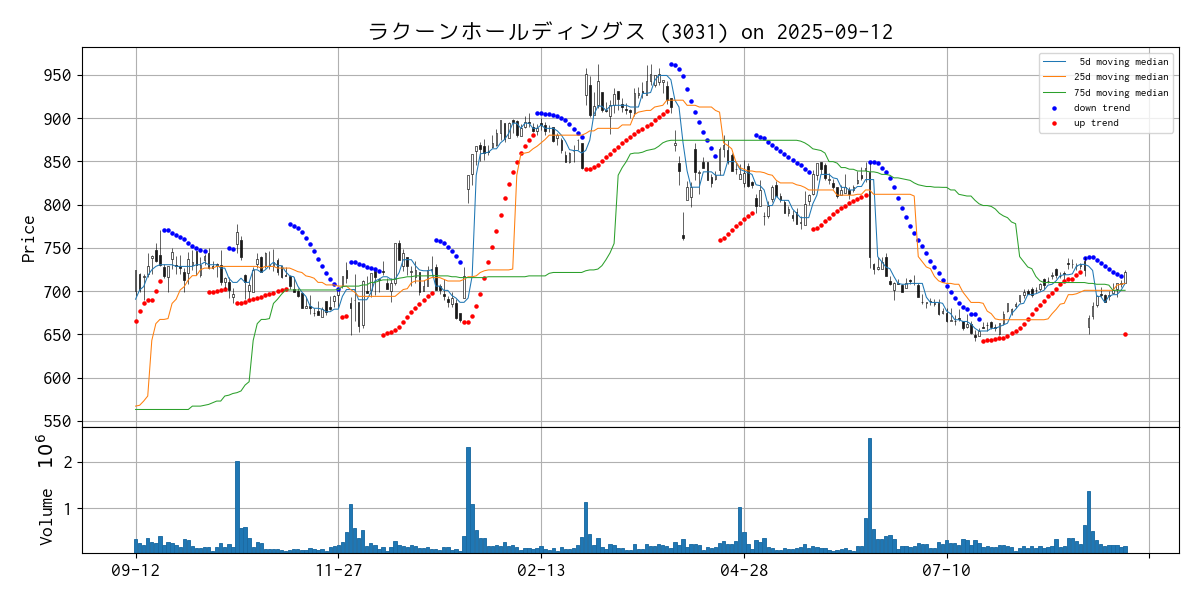 ラクーンホールディングス (3031) on 2025-09-12
5d moving median
25d moving median
75d moving median
down trend
up trend
Price
950
900
850
800
750
700
650
600
550
Volume 10^6
2
1
09-12
11-27
02-13
04-28
07-10